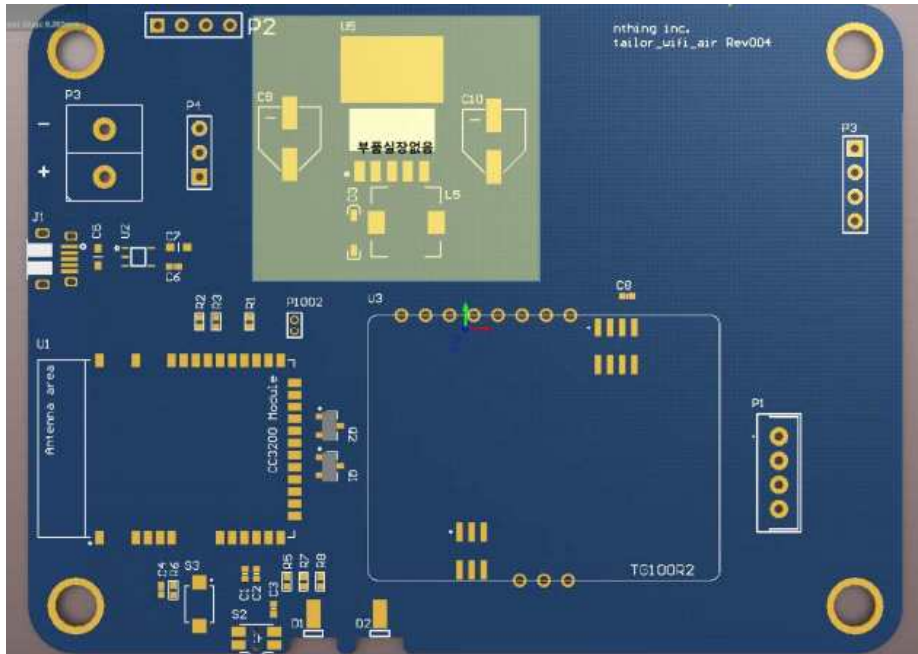 P2
U5
nthing inc.
tailor_wifi_air Rev004
P3
P4
C9
C10
P3
부품실장없음
-
+
L5
J1
C5
U2
C7
C6
C8
R2
R3
R1
P1002
U3
U1
Antenna area
CC3200 Module
P1
Q2
Q1
TG100R2
C4
R6
S3
C1
C2
R5
R7
R8
C3
S2
D1
D2